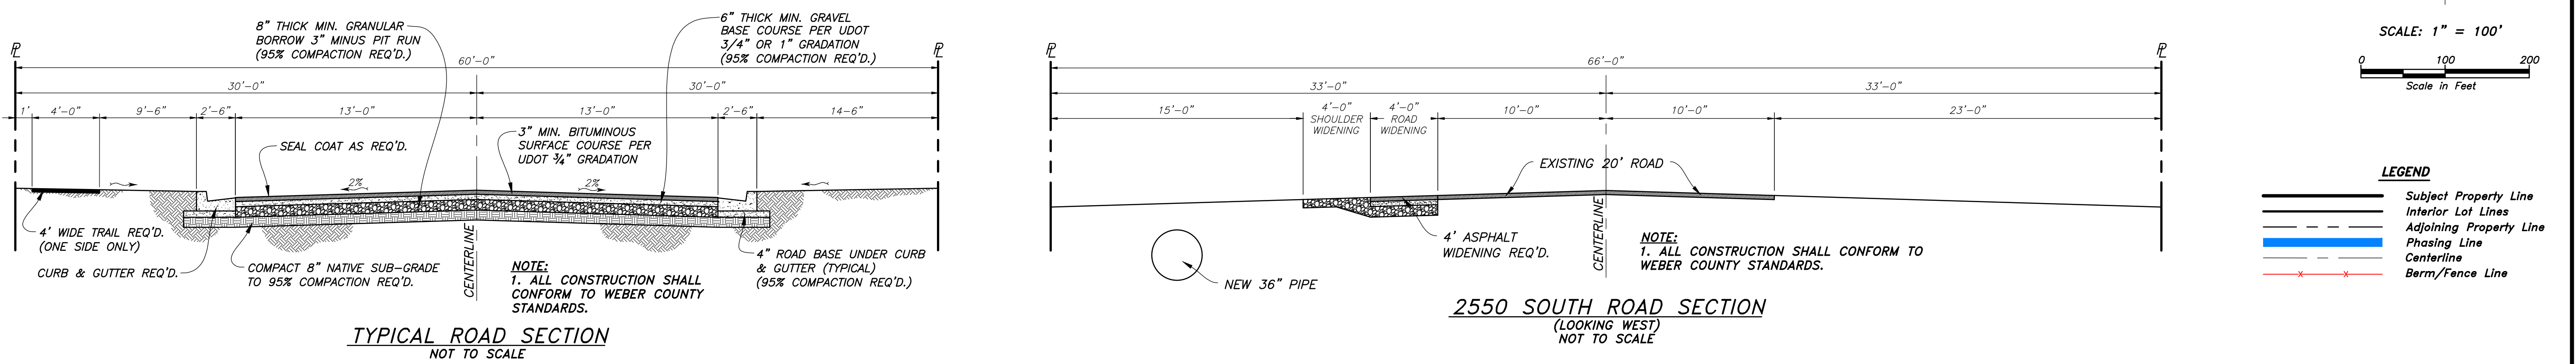 8" THICK MIN. GRANULAR
BORROW 3" MINUS PIT RUN
(95% COMPACTION REQ'D.)
6" THICK MIN. GRAVEL
BASE COURSE PER UDOT
3/4" OR 1" GRADATION
(95% COMPACTION REQ'D.)
PL
PL
60'-0"
30'-0"
30'-0"
1'
4'-0"
9'-6"
2'-6"
13'-0"
13'-0"
2'-6"
14-6"
SEAL COAT AS REQ'D.
3" MIN. BITUMINOUS
SURFACE COURSE PER
UDOT ¾" GRADATION
2%
2%
4' WIDE TRAIL REQ'D.
(ONE SIDE ONLY)
CURB & GUTTER REQ'D.
COMPACT 8" NATIVE SUB-GRADE
TO 95% COMPACTION REQ'D.
CENTERLINE
NOTE:
1. ALL CONSTRUCTION SHALL
CONFORM TO WEBER COUNTY
STANDARDS.
4" ROAD BASE UNDER CURB
& GUTTER (TYPICAL)
(95% COMPACTION REQ'D.)
TYPICAL ROAD SECTION
NOT TO SCALE
PL
PL
66'-0"
33'-0"
33'-0"
15'-0"
4'-0"
SHOULDER
WIDENING
4'-0"
ROAD
WIDENING
10'-0"
10'-0"
23'-0"
EXISTING 20' ROAD
4' ASPHALT
WIDENING REQ'D.
CENTERLINE
NOTE:
1. ALL CONSTRUCTION SHALL CONFORM TO
WEBER COUNTY STANDARDS.
NEW 36" PIPE
2550 SOUTH ROAD SECTION
(LOOKING WEST)
NOT TO SCALE
SCALE: 1" = 100'
0 100 200
Scale in Feet
LEGEND
Subject Property Line
Interior Lot Lines
Adjoining Property Line
Phasing Line
Centerline
X X Berm/Fence Line